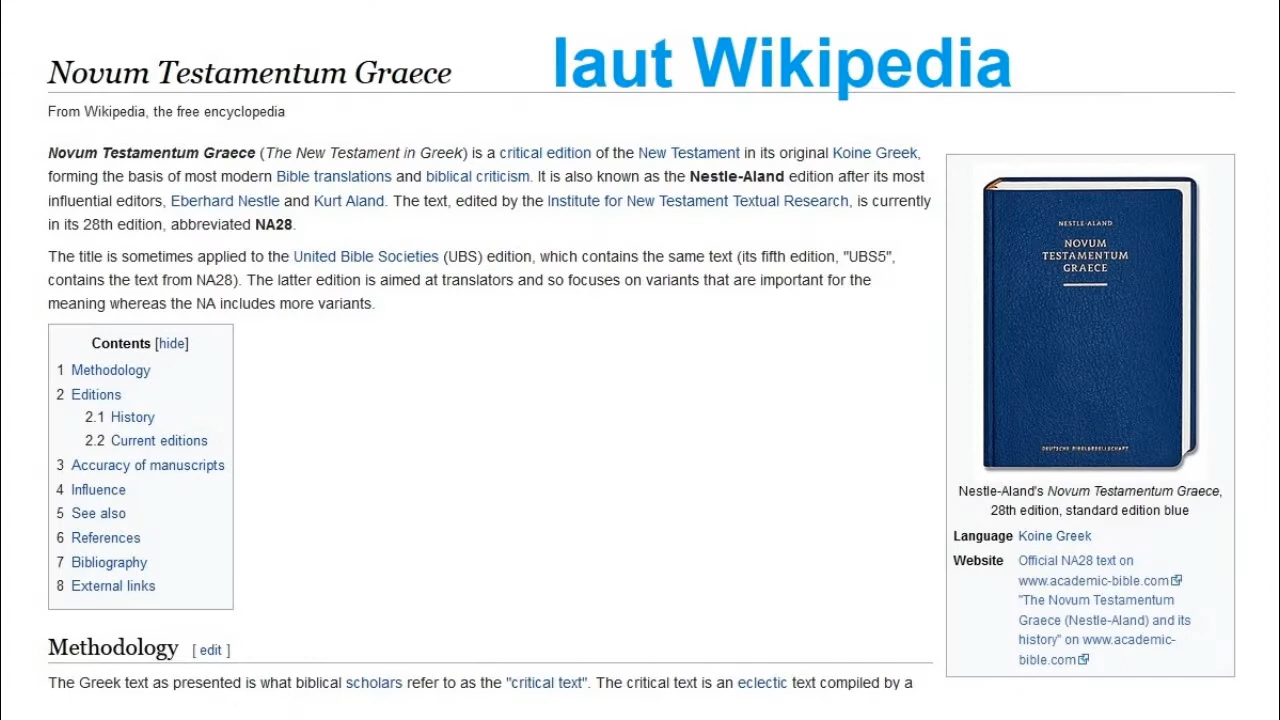 laut Wikipedia
Novum Testamentum Graece
From Wikipedia, the free encyclopedia
Novum Testamentum Graece (The New Testament in Greek) is a critical edition of the New Testament in its original Koine Greek,
forming the basis of most modern Bible translations and biblical criticism. It is also known as the Nestle-Aland edition after its most
influential editors, Eberhard Nestle and Kurt Aland. The text, edited by the Institute for New Testament Textual Research, is currently
in its 28th edition, abbreviated NA28.
The title is sometimes applied to the United Bible Societies (UBS) edition, which contains the same text (its fifth edition, "UBS5",
contains the text from NA28). The latter edition is aimed at translators and so focuses on variants that are important for the
meaning whereas the NA includes more variants.
Contents [hide]
1 Methodology
2 Editions
2.1 History
2.2 Current editions
3 Accuracy of manuscripts
4 Influence
5 See also
6 References
7 Bibliography
8 External links
NESTLE-ALAND
NOVUM
TESTAMENTUM
GRAECE
DEUTSCHE BIBELGESELLSCHAFT
Nestle-Aland's Novum Testamentum Graece,
28th edition, standard edition blue
Language Koine Greek
Website Official NA28 text on
www.academic-bible.com
"The Novum Testamentum
Graece (Nestle-Aland) and its
history" on www.academic-
bible.com
Methodology [ edit ]
The Greek text as presented is what biblical scholars refer to as the "critical text". The critical text is an eclectic text compiled by a